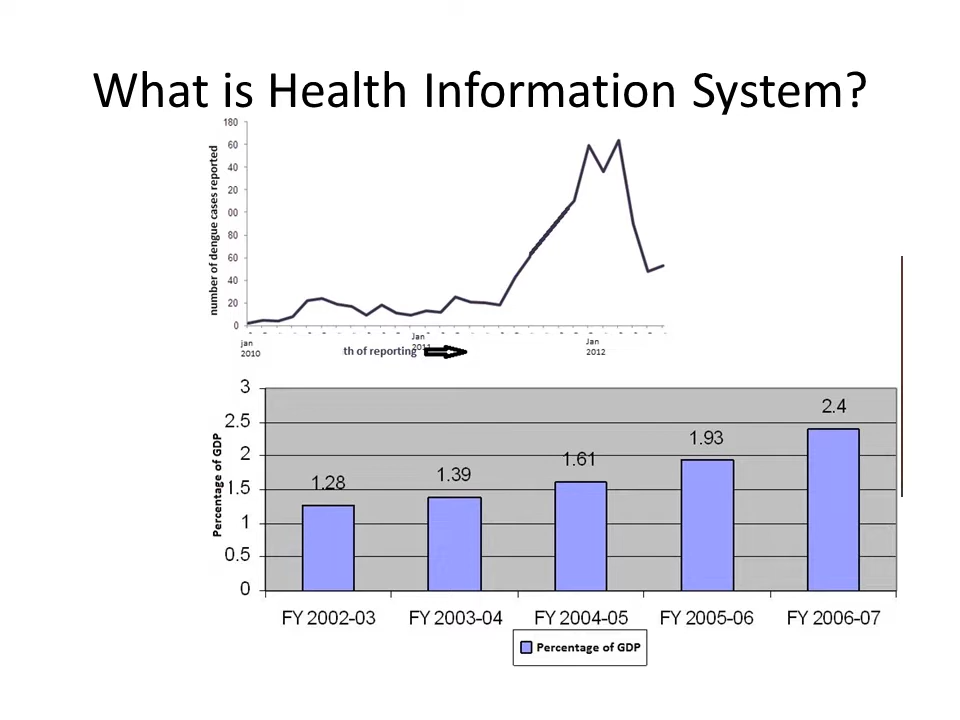 What is Health Information System?
number of dengue cases reported
180
60
40
20
00
80
60
40
20
0
jan
2010
th of reporting
Jan
2011
Jan
2012
Percentage of GDP
3
2.5
2
1.5
1
0.5
0
1.28
1.39
1.61
1.93
2.4
FY 2002-03
FY 2003-04
FY 2004-05
FY 2005-06
FY 2006-07
Percentage of GDP